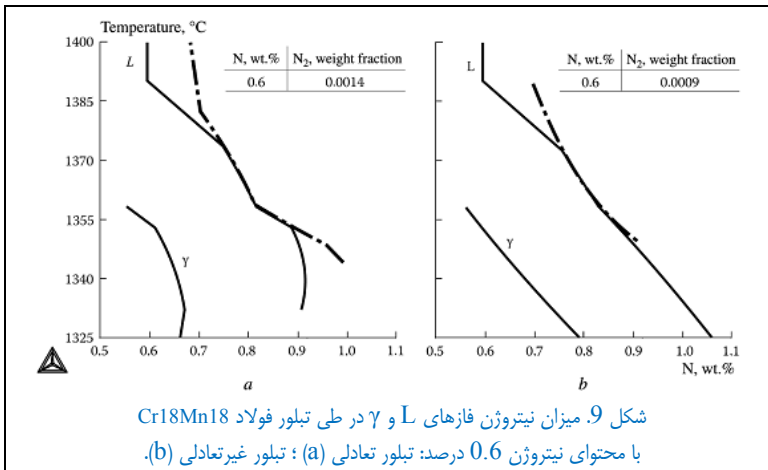 Temperature, °C
1400
1385
1370
1355
1340
1325
L
N, wt.% N₂, weight fraction
0.6 0.0014
γ
0.5 0.6 0.7 0.8 0.9 1.0 1.1
a
L
N, wt.% N₂, weight fraction
0.6 0.0009
γ
0.5 0.6 0.7 0.8 0.9 1.0 1.1
N, wt.%
b
شکل 9. میزان نیتروژن فازهای L و γ در طی تبلور فولاد Cr18Mn18
با محتوای نیتروژن 0.6 درصد: تبلور تعادلی (a) ؛ تبلور غیرتعادلی (b).